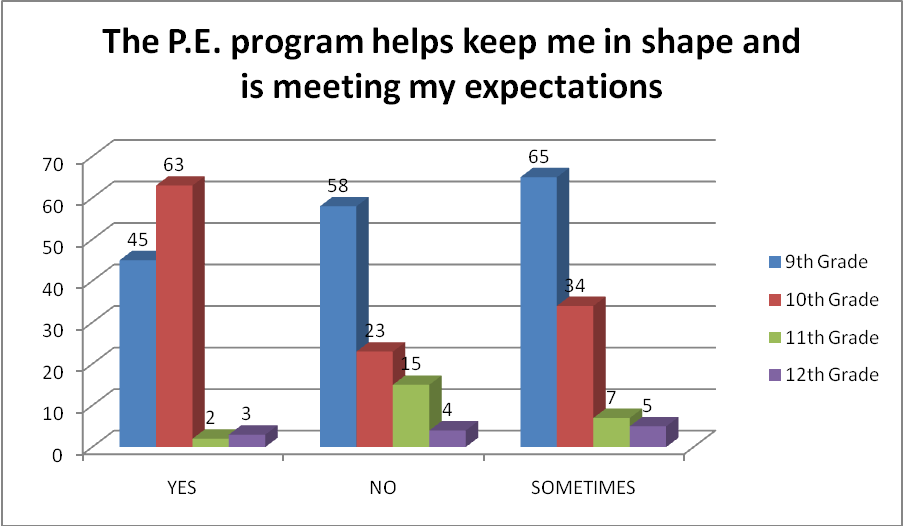 The P.E. program helps keep me in shape and
is meeting my expectations
70
60
50
40
30
20
10
0
45
63
2
3
58
23
15
4
65
34
7
5
YES
NO
SOMETIMES
9th Grade
10th Grade
11th Grade
12th Grade